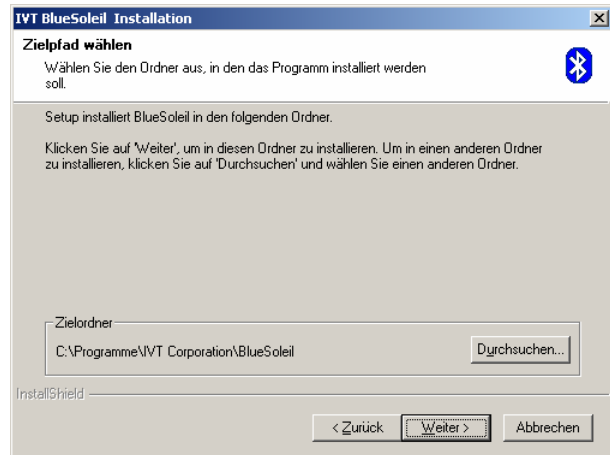 IVT BlueSoleil Installation
Zielpfad wählen
Wählen Sie den Ordner aus, in den das Programm installiert werden
soll.
Setup installiert BlueSoleil in den folgenden Ordner.
Klicken Sie auf 'Weiter', um in diesen Ordner zu installieren. Um in einen anderen Ordner
zu installieren, klicken Sie auf 'Durchsuchen' und wählen Sie einen anderen Ordner.
Zielordner
C:\Programme\IVT Corporation\BlueSoleil
Durchsuchen...
InstallShield
< Zurück Weiter > Abbrechen